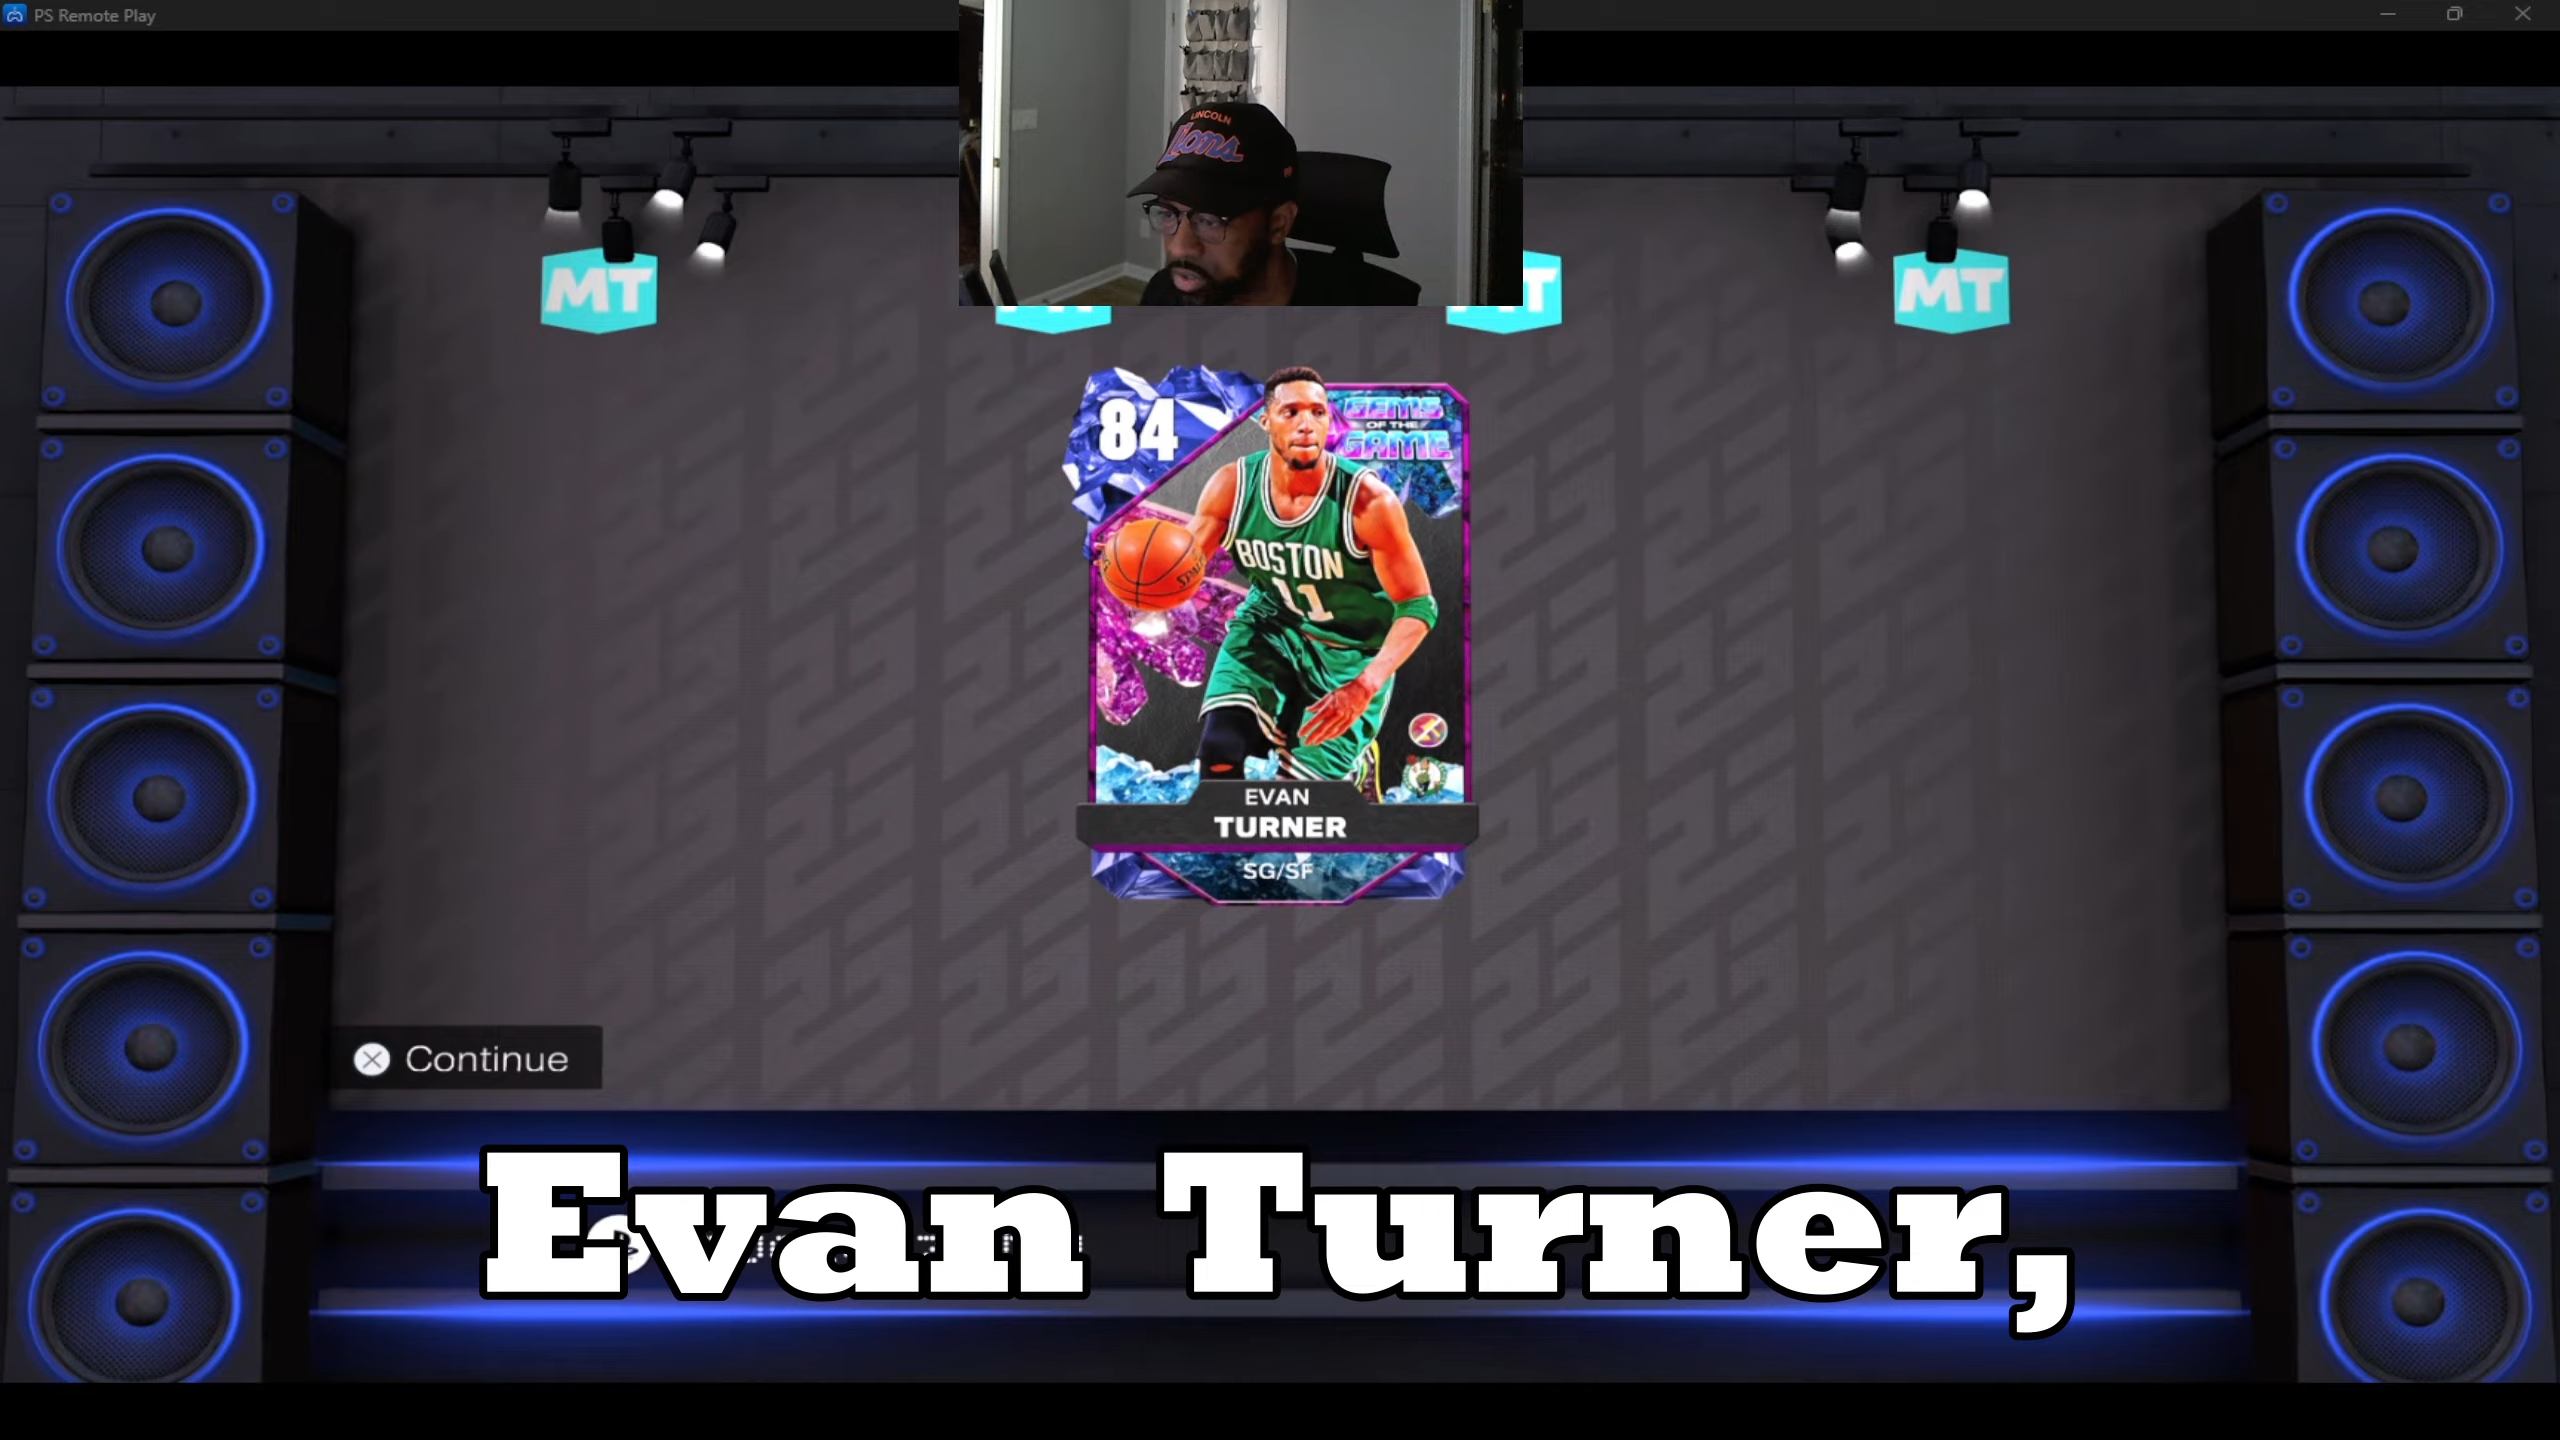 PS Remote Play
LINCOLN
Lions
MT
MT
MT
84
GEMS
OF THE
GAME
BOSTON
11
EVAN
TURNER
SG/SF
Continue
Evan Turner,